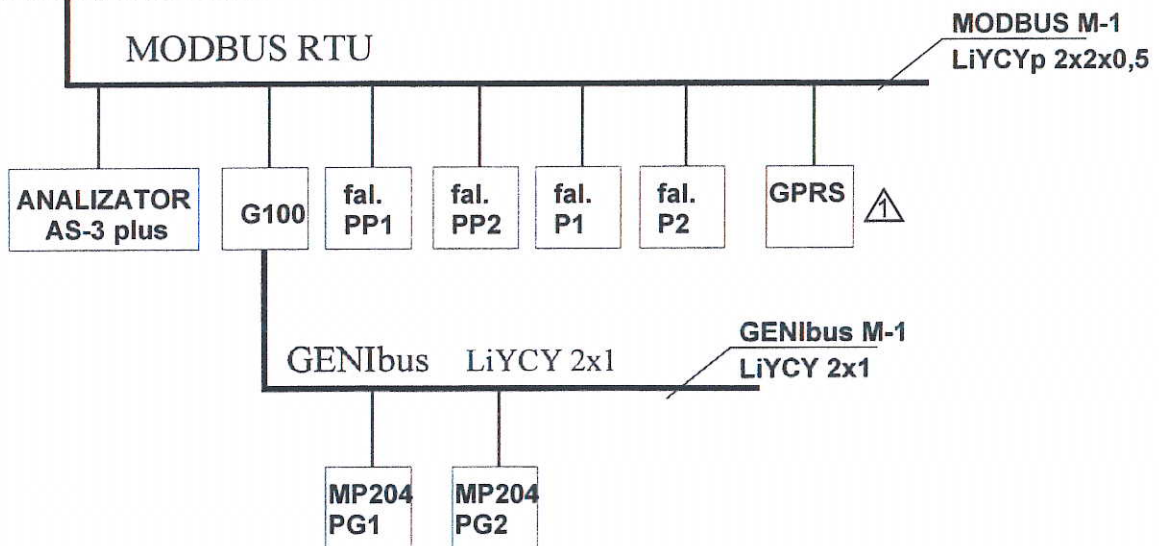 MODBUS RTU
MODBUS M-1
LiYCYp 2x2x0,5
ANALIZATOR
AS-3 plus
G100
fal.
PP1
fal.
PP2
fal.
P1
fal.
P2
GPRS
1
GENIbus LiYCY 2x1
GENIbus M-1
LiYCY 2x1
MP204
PG1
MP204
PG2